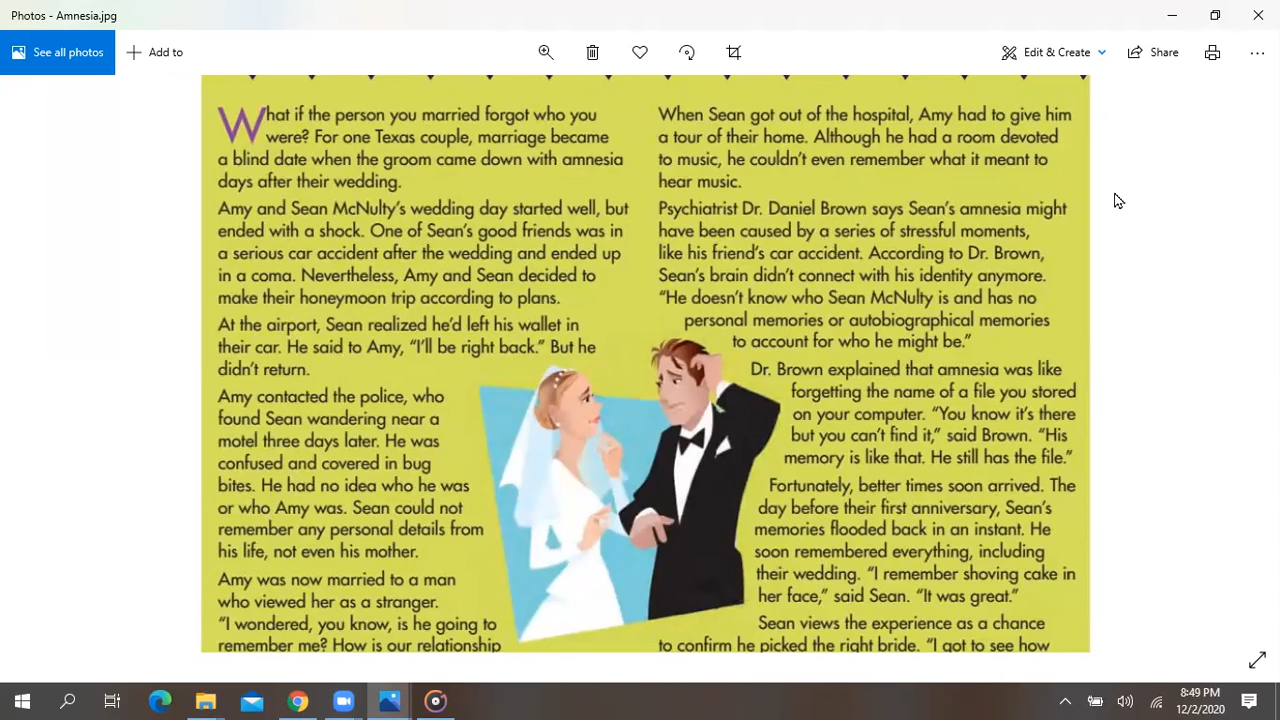 Photos - Amnesia.jpg
See all photos
Add to
Edit & Create
Share
What if the person you married forgot who you
were? For one Texas couple, marriage became
a blind date when the groom came down with amnesia
days after their wedding.
Amy and Sean McNulty’s wedding day started well, but
ended with a shock. One of Sean’s good friends was in
a serious car accident after the wedding and ended up
in a coma. Nevertheless, Amy and Sean decided to
make their honeymoon trip according to plans.
At the airport, Sean realized he’d left his wallet in
their car. He said to Amy, “I’ll be right back.” But he
didn’t return.
Amy contacted the police, who
found Sean wandering near a
motel three days later. He was
confused and covered in bug
bites. He had no idea who he was
or who Amy was. Sean could not
remember any personal details from
his life, not even his mother.
Amy was now married to a man
who viewed her as a stranger.
“I wondered, you know, is he going to
remember me? How is our relationship
When Sean got out of the hospital, Amy had to give him
a tour of their home. Although he had a room devoted
to music, he couldn’t even remember what it meant to
hear music.
Psychiatrist Dr. Daniel Brown says Sean’s amnesia might
have been caused by a series of stressful moments,
like his friend’s car accident. According to Dr. Brown,
Sean’s brain didn’t connect with his identity anymore.
“He doesn’t know who Sean McNulty is and has no
personal memories or autobiographical memories
to account for who he might be.”
Dr. Brown explained that amnesia was like
forgetting the name of a file you stored
on your computer. “You know it’s there
but you can’t find it,” said Brown. “His
memory is like that. He still has the file.”
Fortunately, better times soon arrived. The
day before their first anniversary, Sean’s
memories flooded back in an instant. He
soon remembered everything, including
their wedding. “I remember shoving cake in
her face,” said Sean. “It was great.”
Sean views the experience as a chance
to confirm he picked the right bride. “I got to see how
8:49 PM
12/2/2020